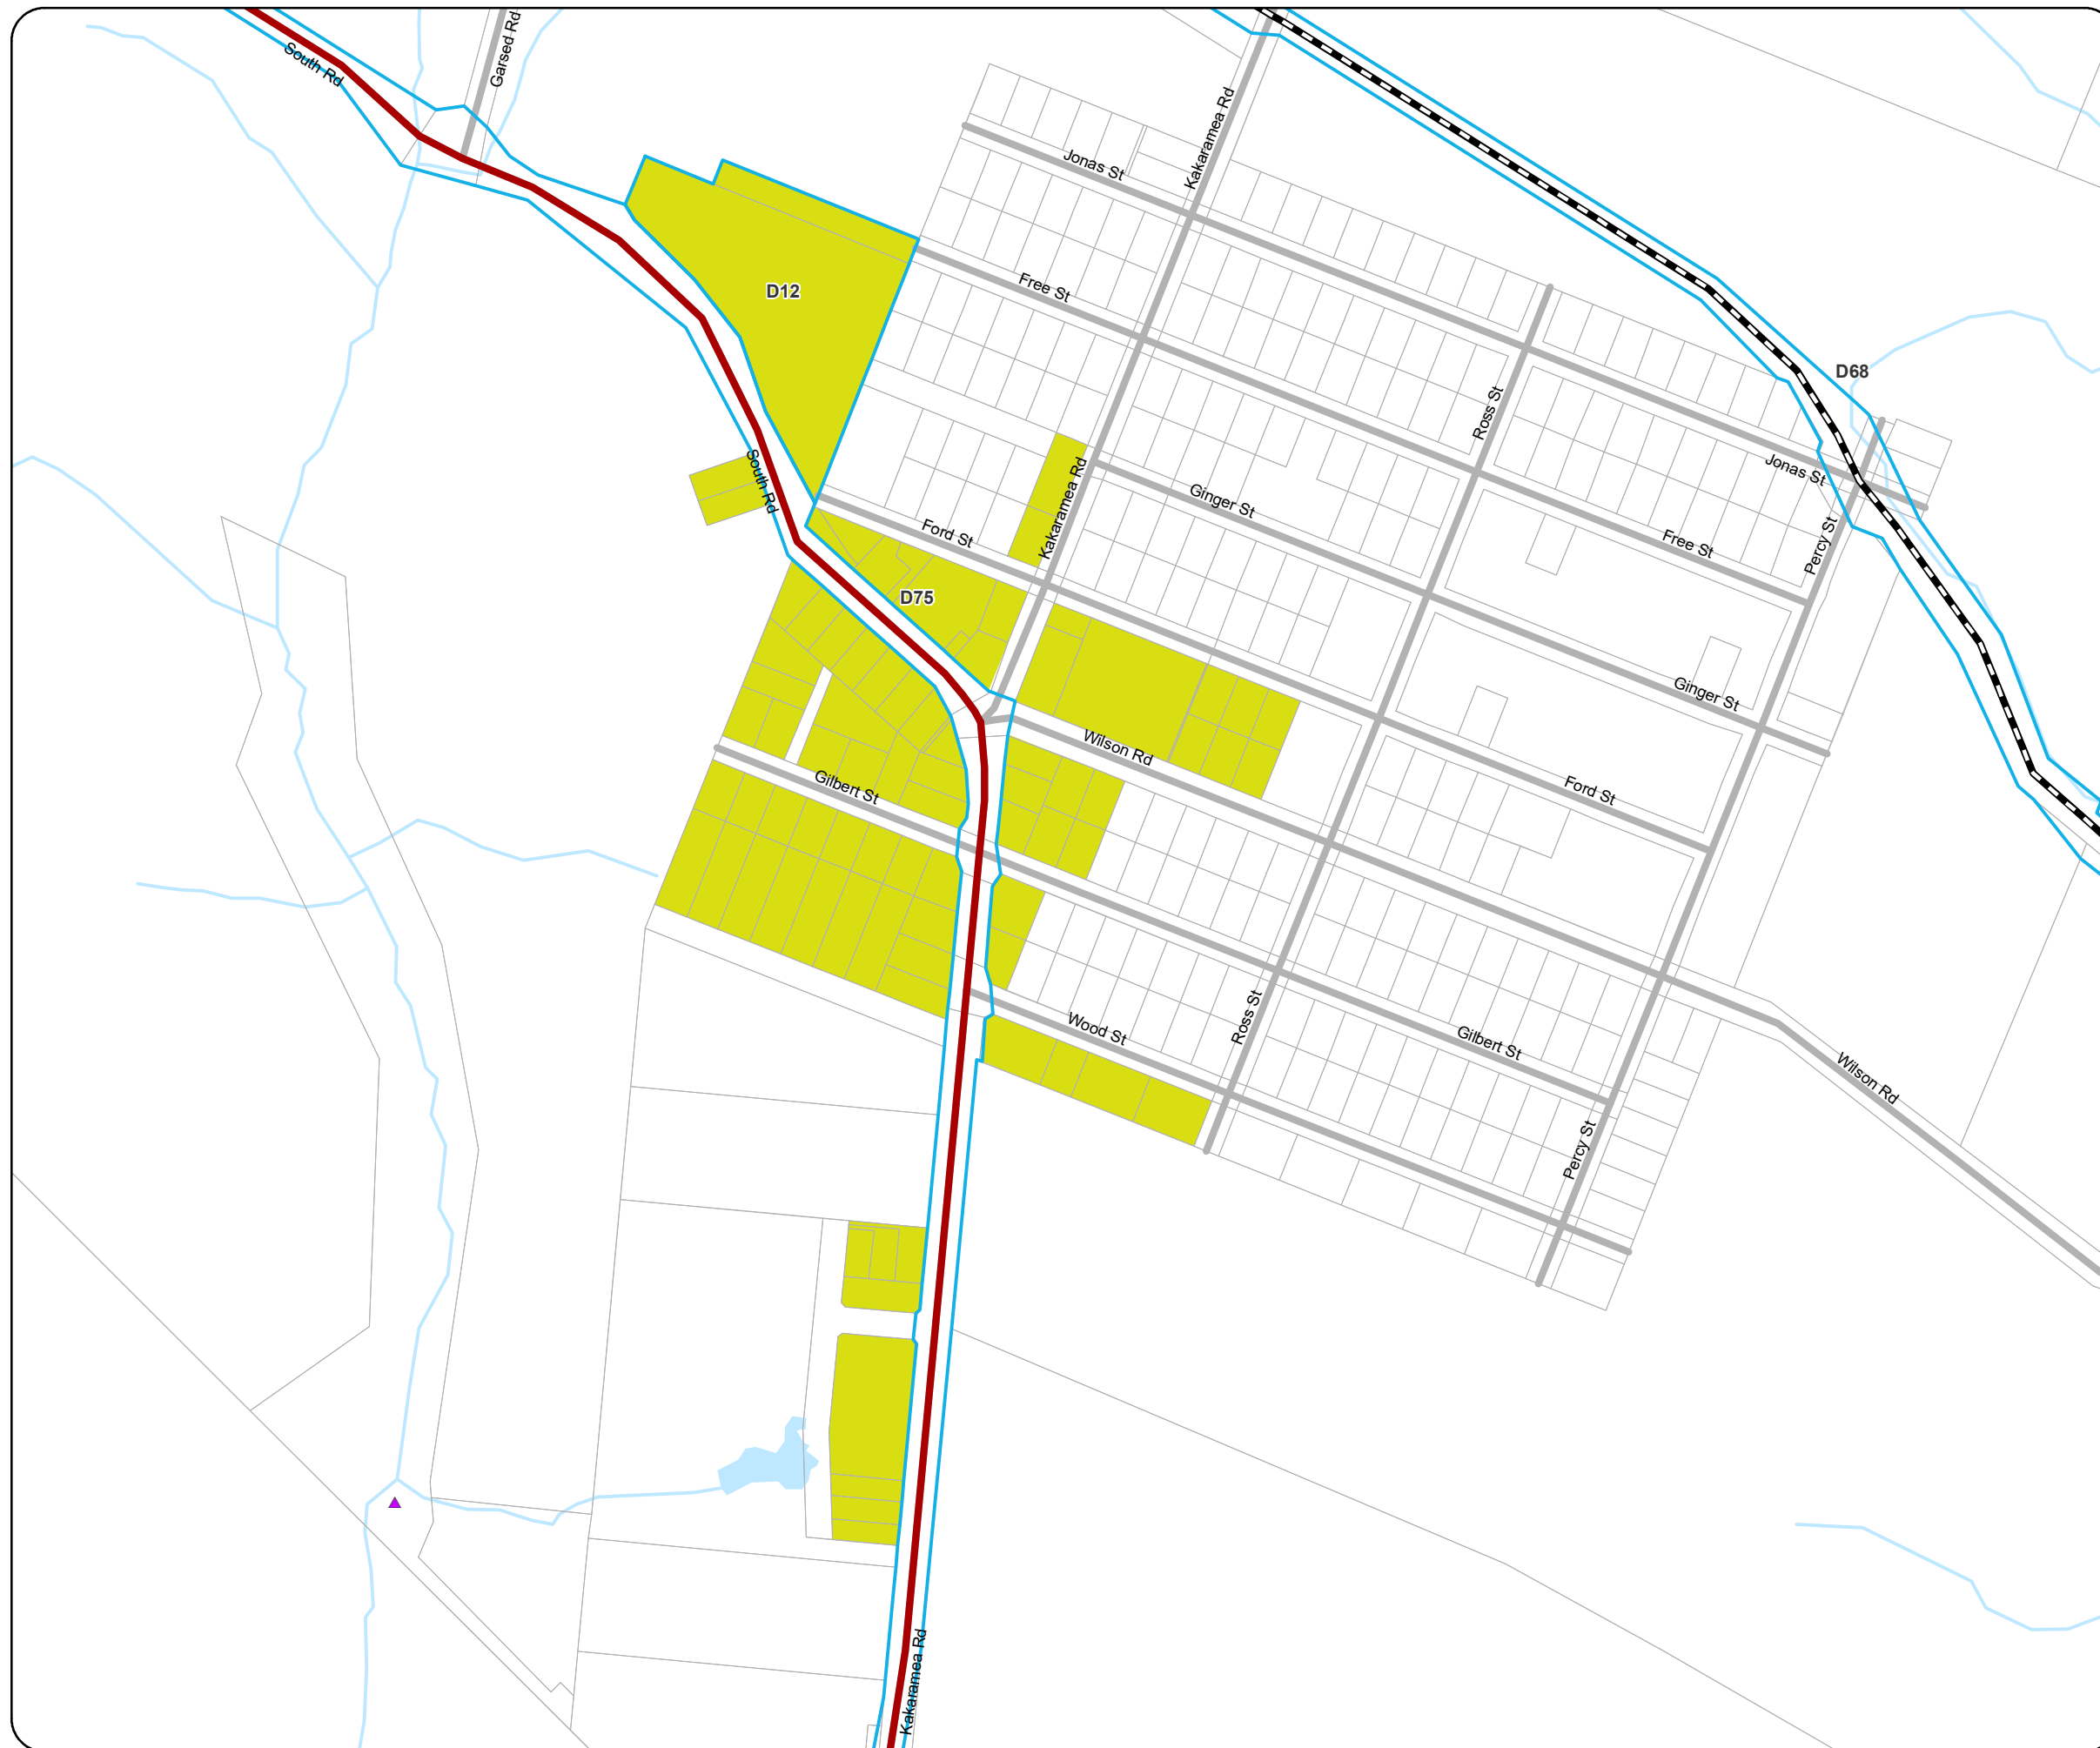 South Rd
Garsed Rd
Kakaramea Rd
Jonas St
D12
Free St
D68
Ross St
Jonas St
South Rd
Kakaramea Rd
Ginger St
Ford St
Free St
Percy St
D75
Ginger St
Wilson Rd
Gilbert St
Ford St
Ross St
Wood St
Gilbert St
Wilson Rd
Percy St
Kakaramea Rd